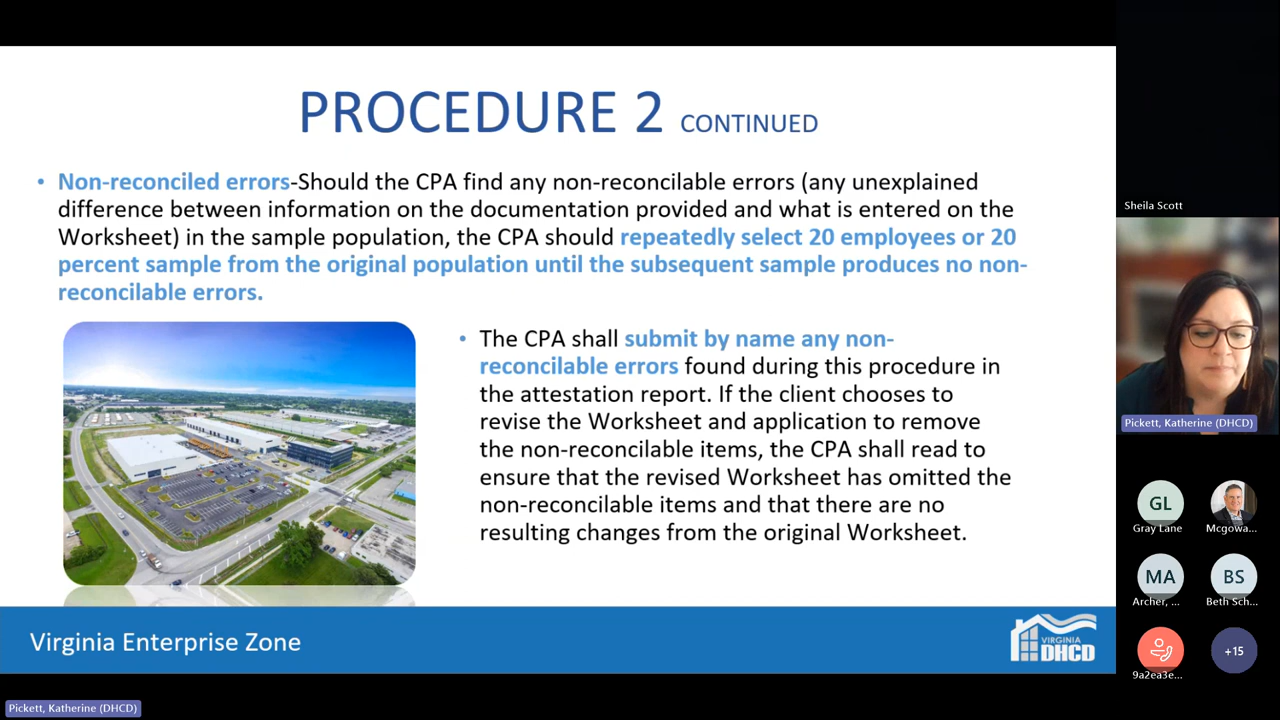 PROCEDURE 2 CONTINUED
• Non-reconciled errors-Should the CPA find any non-reconcilable errors (any unexplained
difference between information on the documentation provided and what is entered on the
Worksheet) in the sample population, the CPA should repeatedly select 20 employees or 20
percent sample from the original population until the subsequent sample produces no non-
reconcilable errors.
• The CPA shall submit by name any non-
reconcilable errors found during this procedure in
the attestation report. If the client chooses to
revise the Worksheet and application to remove
the non-reconcilable items, the CPA shall read to
ensure that the revised Worksheet has omitted the
non-reconcilable items and that there are no
resulting changes from the original Worksheet.
Virginia Enterprise Zone
VIRGINIA
DHCD
Pickett, Katherine (DHCD)
Sheila Scott
Pickett, Katherine (DHCD)
GL
Gray Lane
Mcgowa...
MA
Archer, ...
BS
Beth Sch...
9a2ea3e...
+15